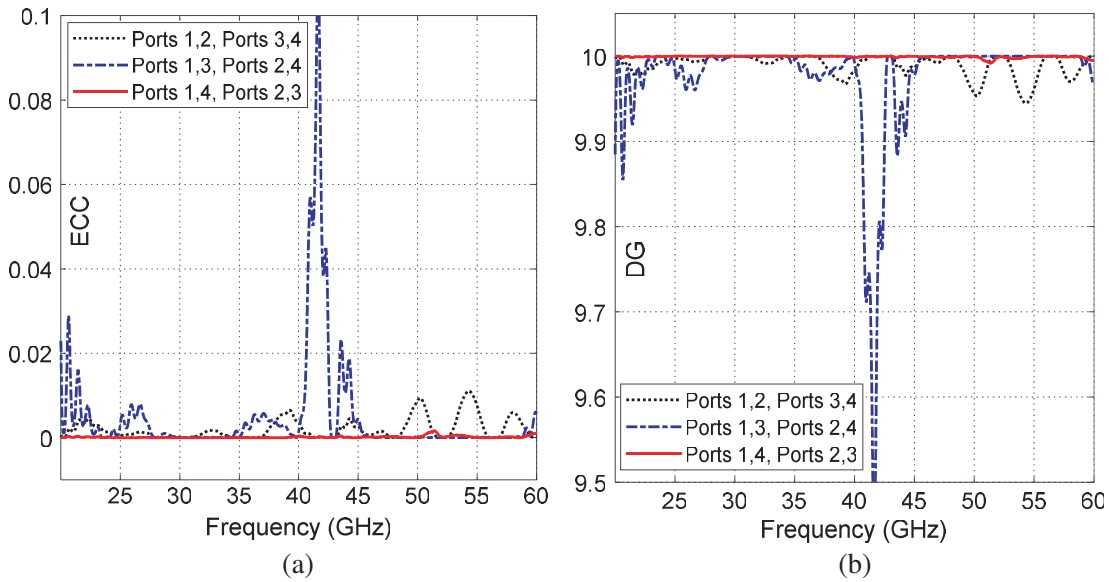 0.1
0.08
0.06
0.04
0.02
0
ECC
Ports 1,2, Ports 3,4
Ports 1,3, Ports 2,4
Ports 1,4, Ports 2,3
25 30 35 40 45 50 55 60
Frequency (GHz)
(a)
10
9.9
9.8
9.7
9.6
9.5
DG
Ports 1,2, Ports 3,4
Ports 1,3, Ports 2,4
Ports 1,4, Ports 2,3
25 30 35 40 45 50 55 60
Frequency (GHz)
(b)